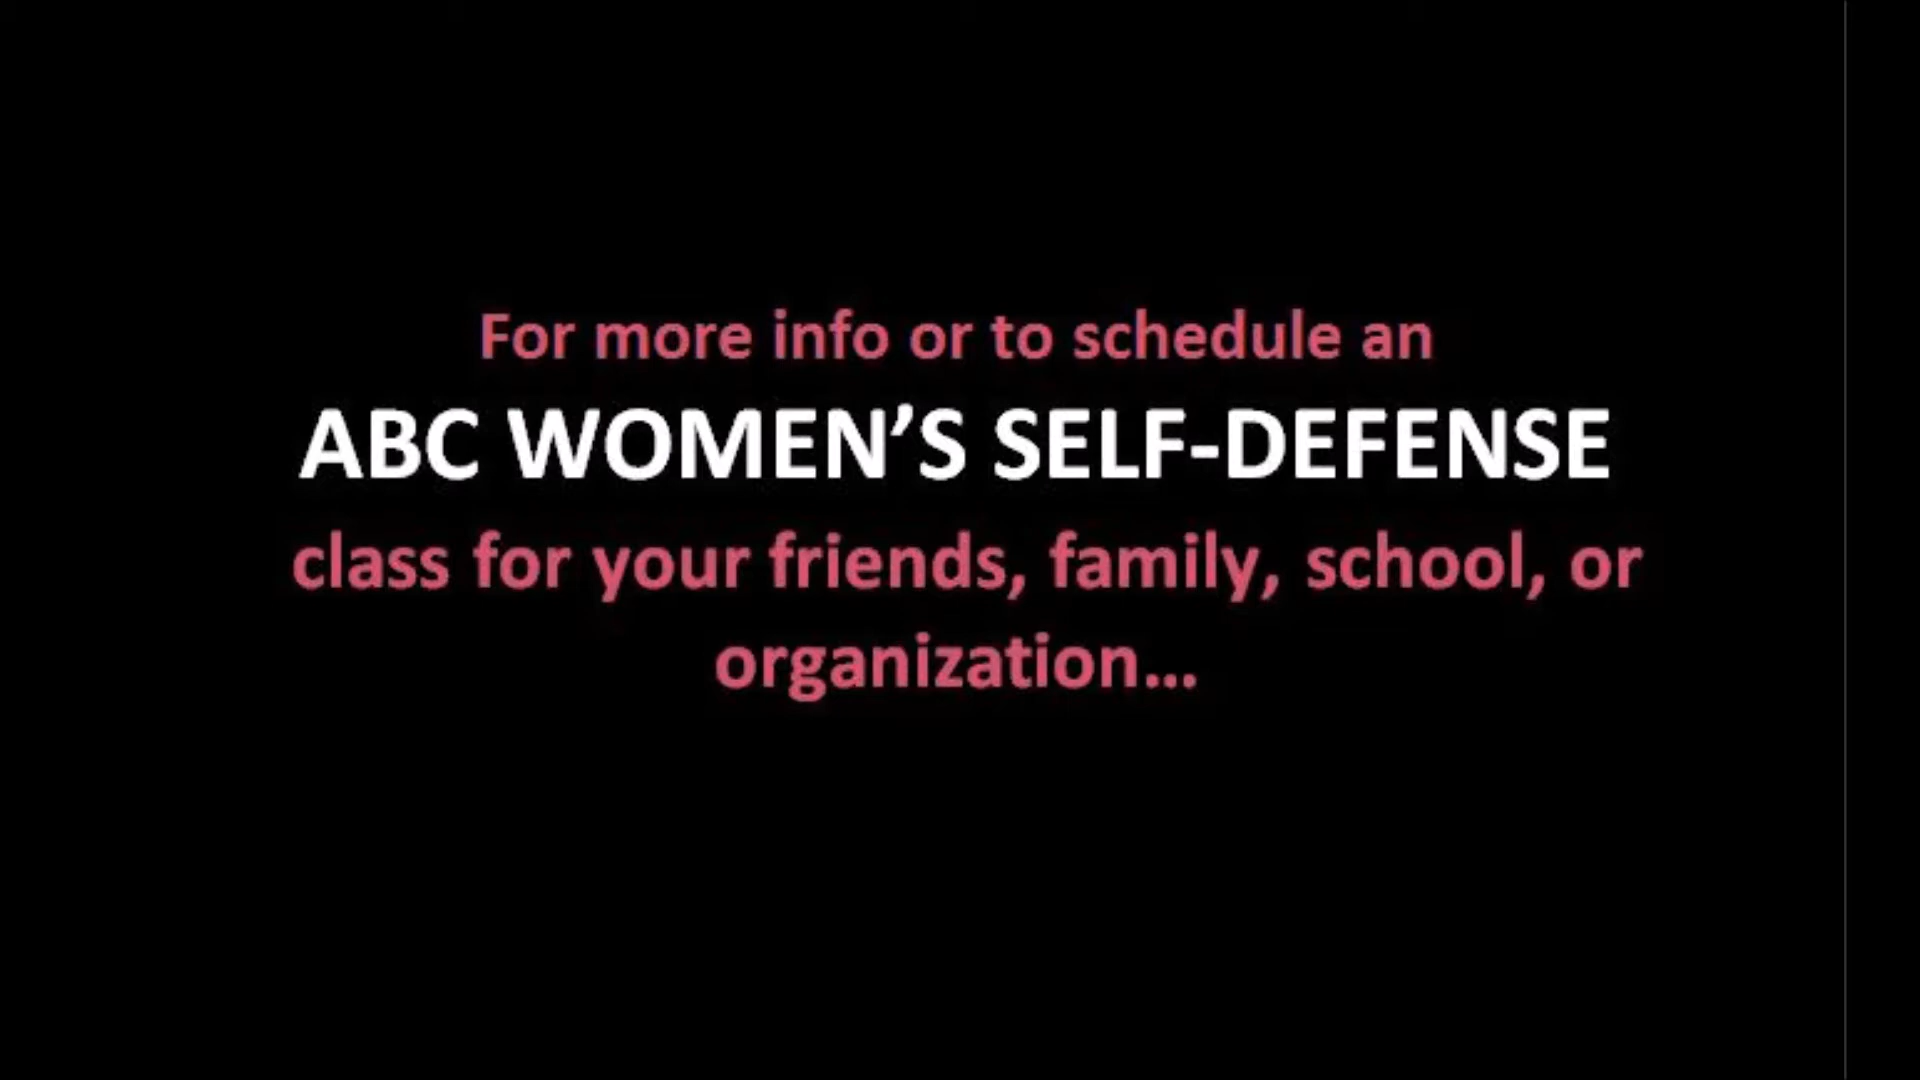 For more info or to schedule an
ABC WOMEN’S SELF-DEFENSE
class for your friends, family, school, or
organization...